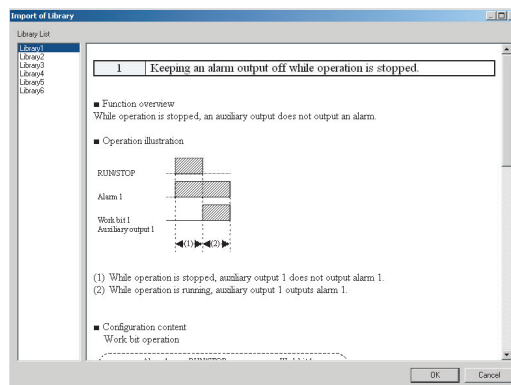 Import of Library
Library List
Library1
Library2
Library3
Library4
Library5
Library6
1 Keeping an alarm output off while operation is stopped.
■ Function overview
While operation is stopped, an auxiliary output does not output an alarm.
■ Operation illustration
RUN/STOP
Alarm 1
Work bit 1
Auxiliary output 1
(1) (2)
(1) While operation is stopped, auxiliary output 1 does not output alarm 1.
(2) While operation is running, auxiliary output 1 outputs alarm 1.
■ Configuration content
Work bit operation
OK Cancel